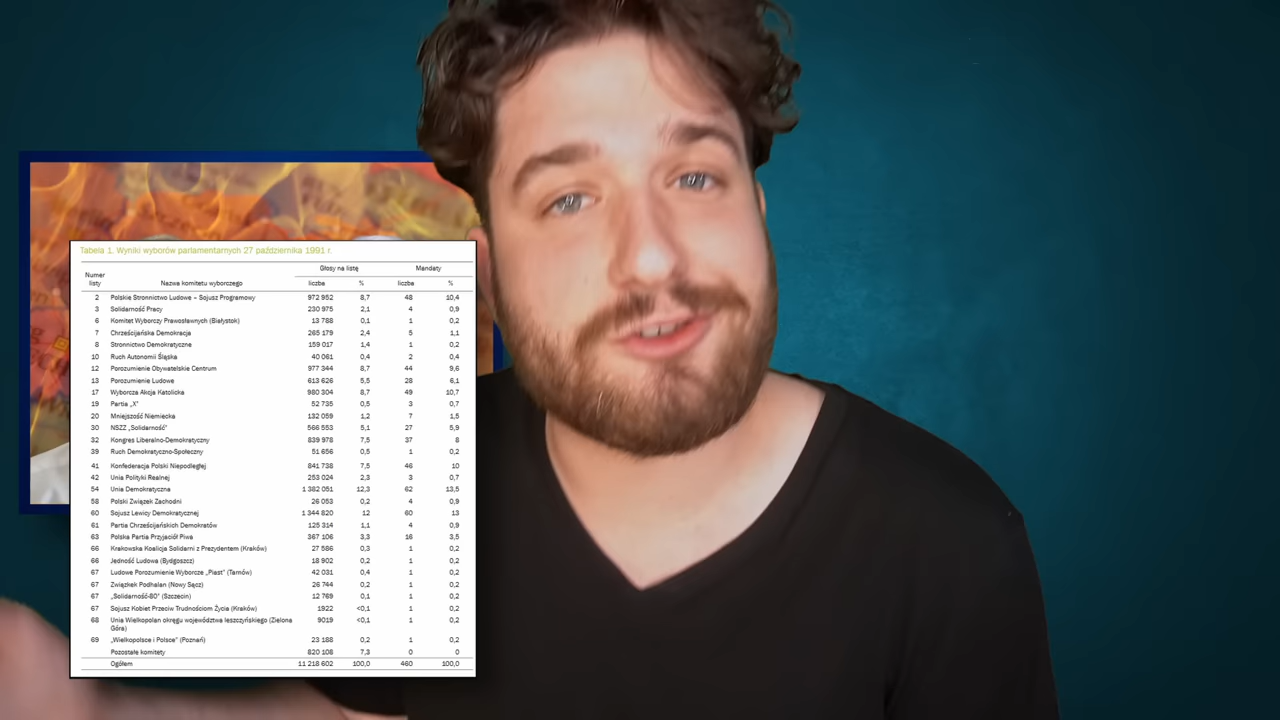 Tabela 1. Wyniki wyborów parlamentarnych 27 października 1991 r.
Głosy na listę Mandaty
Numer listy Nazwa komitetu wyborczego liczba % liczba %
2 Polskie Stronnictwo Ludowe – Sojusz Programowy 972 952 8,7 48 10,4
3 Solidarność Pracy 230 975 2,1 4 0,9
6 Komitet Wyborczy Prawosławnych (Białystok) 13 788 0,1 1 0,2
7 Chrześcijańska Demokracja 265 179 2,4 5 1,1
8 Stronnictwo Demokratyczne 159 017 1,4 1 0,2
10 Ruch Autonomii Śląska 40 061 0,4 2 0,4
12 Porozumienie Obywatelskie Centrum 977 344 8,7 44 9,6
13 Porozumienie Ludowe 613 626 5,5 28 6,1
17 Wyborcza Akcja Katolicka 980 304 8,7 49 10,7
19 Partia „X" 52 735 0,5 3 0,7
20 Mniejszość Niemiecka 132 059 1,2 7 1,5
30 NSZZ „Solidarność" 566 553 5,1 27 5,9
32 Kongres Liberalno-Demokratyczny 839 978 7,5 37 8
39 Ruch Demokratyczno-Społeczny 51 656 0,5 1 0,2
41 Konfederacja Polski Niepodległej 841 738 7,5 46 10
42 Unia Polityki Realnej 253 024 2,3 3 0,7
54 Unia Demokratyczna 1 382 051 12,3 62 13,5
58 Polski Związek Zachodni 26 053 0,2 4 0,9
60 Sojusz Lewicy Demokratycznej 1 344 820 12 60 13
61 Partia Chrześcijańskich Demokratów 125 314 1,1 4 0,9
63 Polska Partia Przyjaciół Piwa 367 106 3,3 16 3,5
66 Krakowska Koalicja Solidarni z Prezydentem (Kraków) 27 586 0,3 1 0,2
66 Jedność Ludowa (Bydgoszcz) 18 902 0,2 1 0,2
67 Ludowe Porozumienie Wyborcze „Piast" (Tarnów) 42 031 0,4 1 0,2
67 Związkek Podhalan (Nowy Sącz) 26 744 0,2 1 0,2
67 „Solidarność-80" (Szczecin) 12 769 0,1 1 0,2
67 Sojusz Kobiet Przeciw Trudnościom Życia (Kraków) 1922 <0,1 1 0,2
68 Unia Wielkopolan okręgu województwa leszczyńskiego (Zielona 9019 <0,1 1 0,2
Góra)
69 „Wielkopolsce i Polsce" (Poznań) 23 188 0,2 1 0,2
Pozostałe komitety 820 108 7,3 0 0
Ogółem 11 218 602 100,0 460 100,0